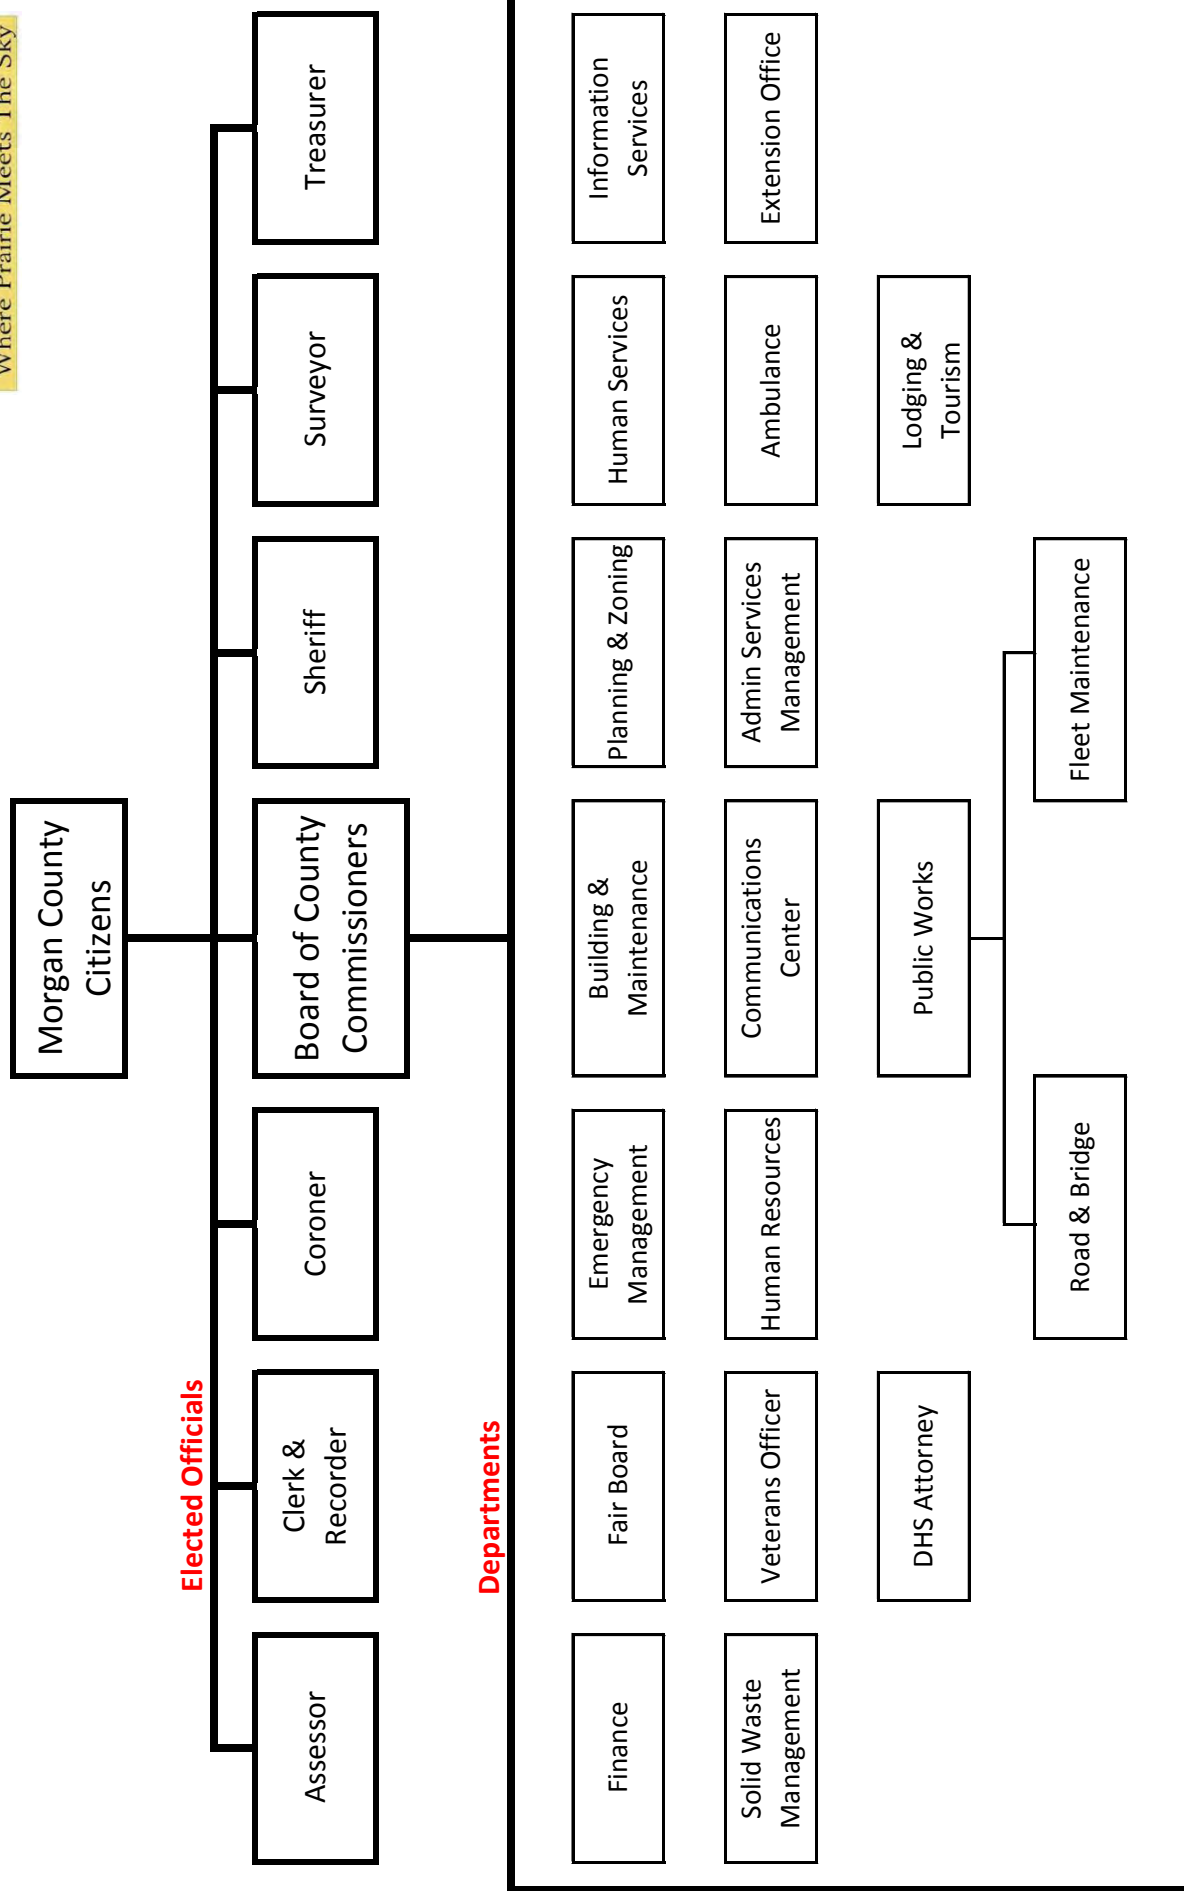 Where Prairie Meets The Sky
Morgan County
Citizens
Elected Officials
Assessor
Clerk &
Recorder
Coroner
Board of County
Commissioners
Sheriff
Surveyor
Treasurer
Departments
Finance
Fair Board
Emergency
Management
Building &
Maintenance
Planning & Zoning
Human Services
Information
Services
Solid Waste
Management
Veterans Officer
Human Resources
Communications
Center
Admin Services
Management
Ambulance
Extension Office
DHS Attorney
Public Works
Lodging &
Tourism
Road & Bridge
Fleet Maintenance